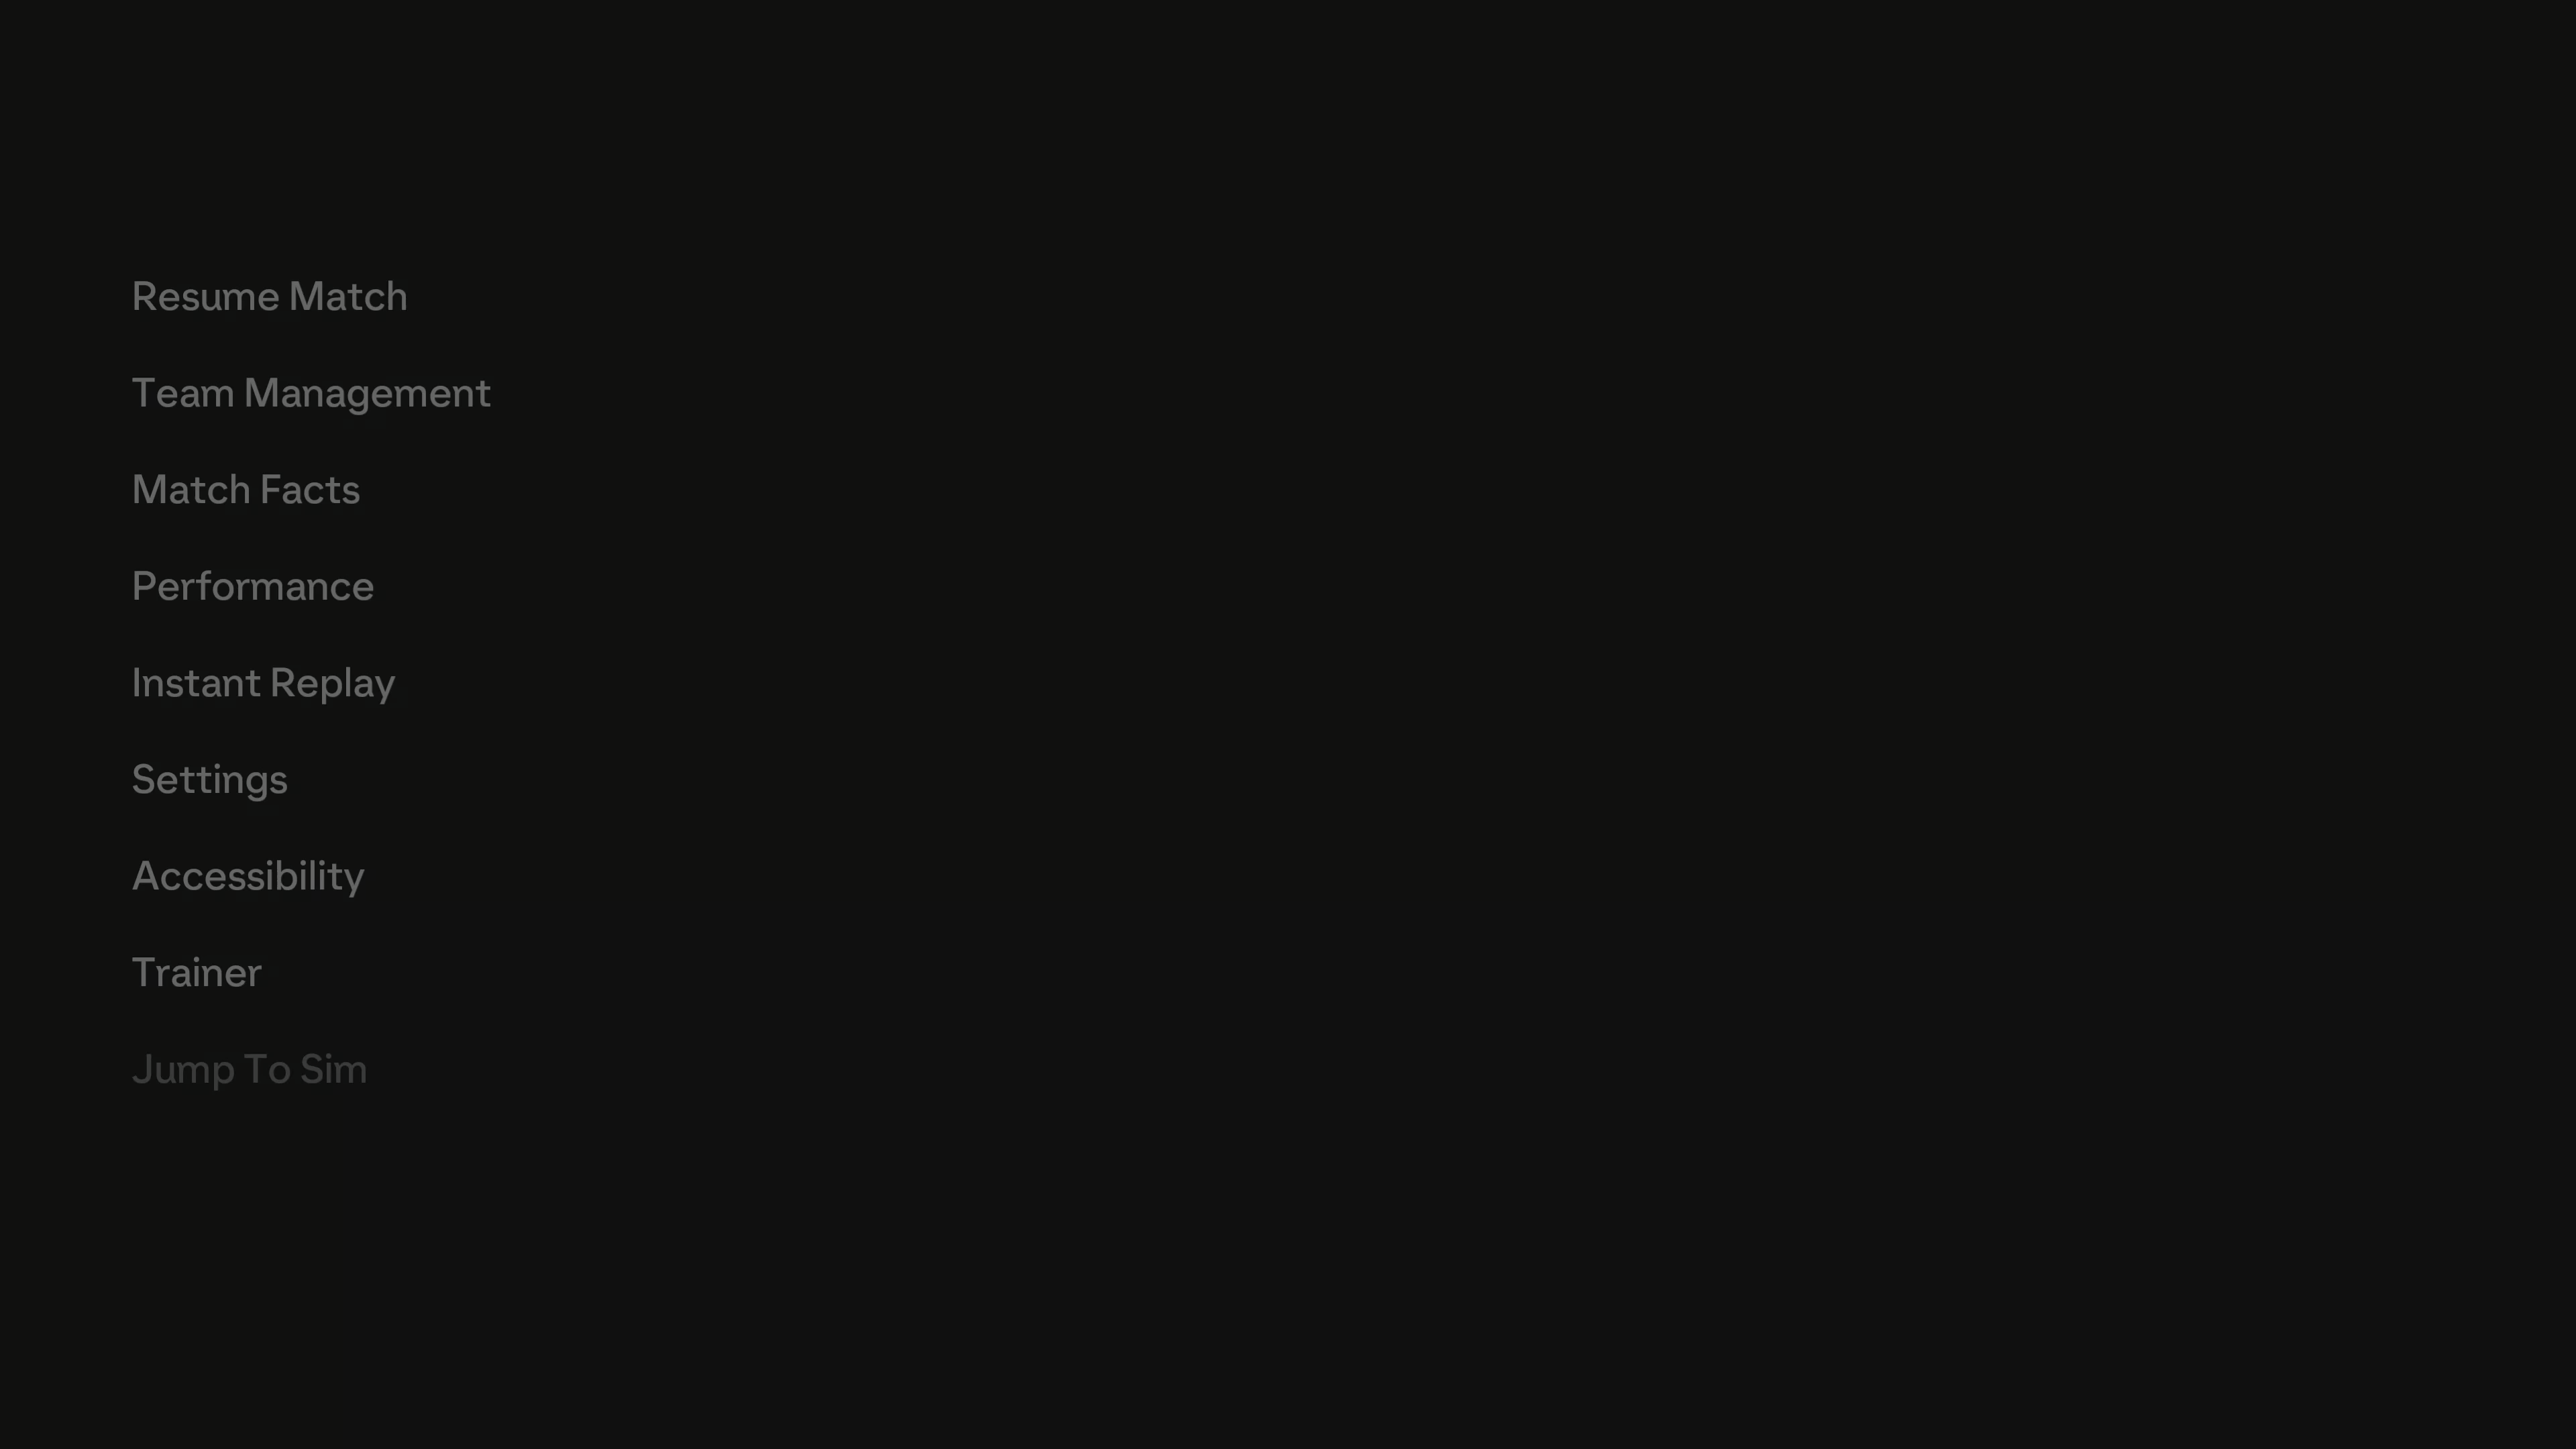 Resume Match
Team Management
Match Facts
Performance
Instant Replay
Settings
Accessibility
Trainer
Jump To Sim